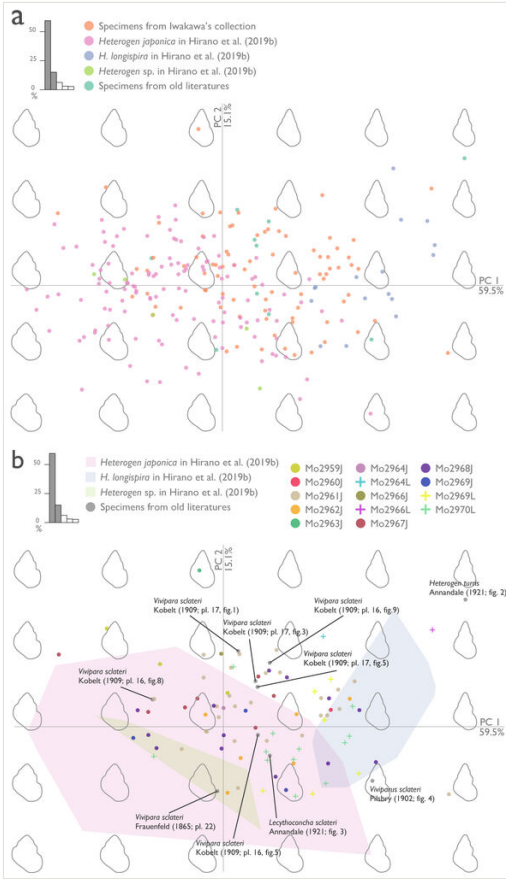 a
50
25
0
%
Specimens from Iwakawa's collection
Heterogen japonica in Hirano et al. (2019b)
H. longispira in Hirano et al. (2019b)
Heterogen sp. in Hirano et al. (2019b)
Specimens from old literatures
PC 2
15.1%
PC 1
59.5%
b
50
25
0
%
Heterogen japonica in Hirano et al. (2019b)
H. longispira in Hirano et al. (2019b)
Heterogen sp. in Hirano et al. (2019b)
Specimens from old literatures
Mo2959J
Mo2960J
Mo2961J
Mo2962J
Mo2963J
Mo2964J
Mo2964L
Mo2966J
Mo2966L
Mo2967J
Mo2968J
Mo2969J
Mo2969L
Mo2970L
PC 2
15.1%
Heterogen turris
Annandale (1921; fig. 2)
Vivipara sclateri
Kobelt (1909; pl. 17, fig.1)
Vivipara sclateri
Kobelt (1909; pl. 17, fig.3)
Vivipara sclateri
Kobelt (1909; pl. 16, fig.9)
Vivipara sclateri
Kobelt (1909; pl. 17, fig.5)
Vivipara sclateri
Kobelt (1909; pl. 16, fig.8)
PC 1
59.5%
Viviparus sclateri
Pilsbry (1902; fig. 4)
Vivipara sclateri
Frauenfeld (1865; pl. 22)
Lecythoconcha sclateri
Annandale (1921; fig. 3)
Vivipara sclateri
Kobelt (1909; pl. 16, fig.5)